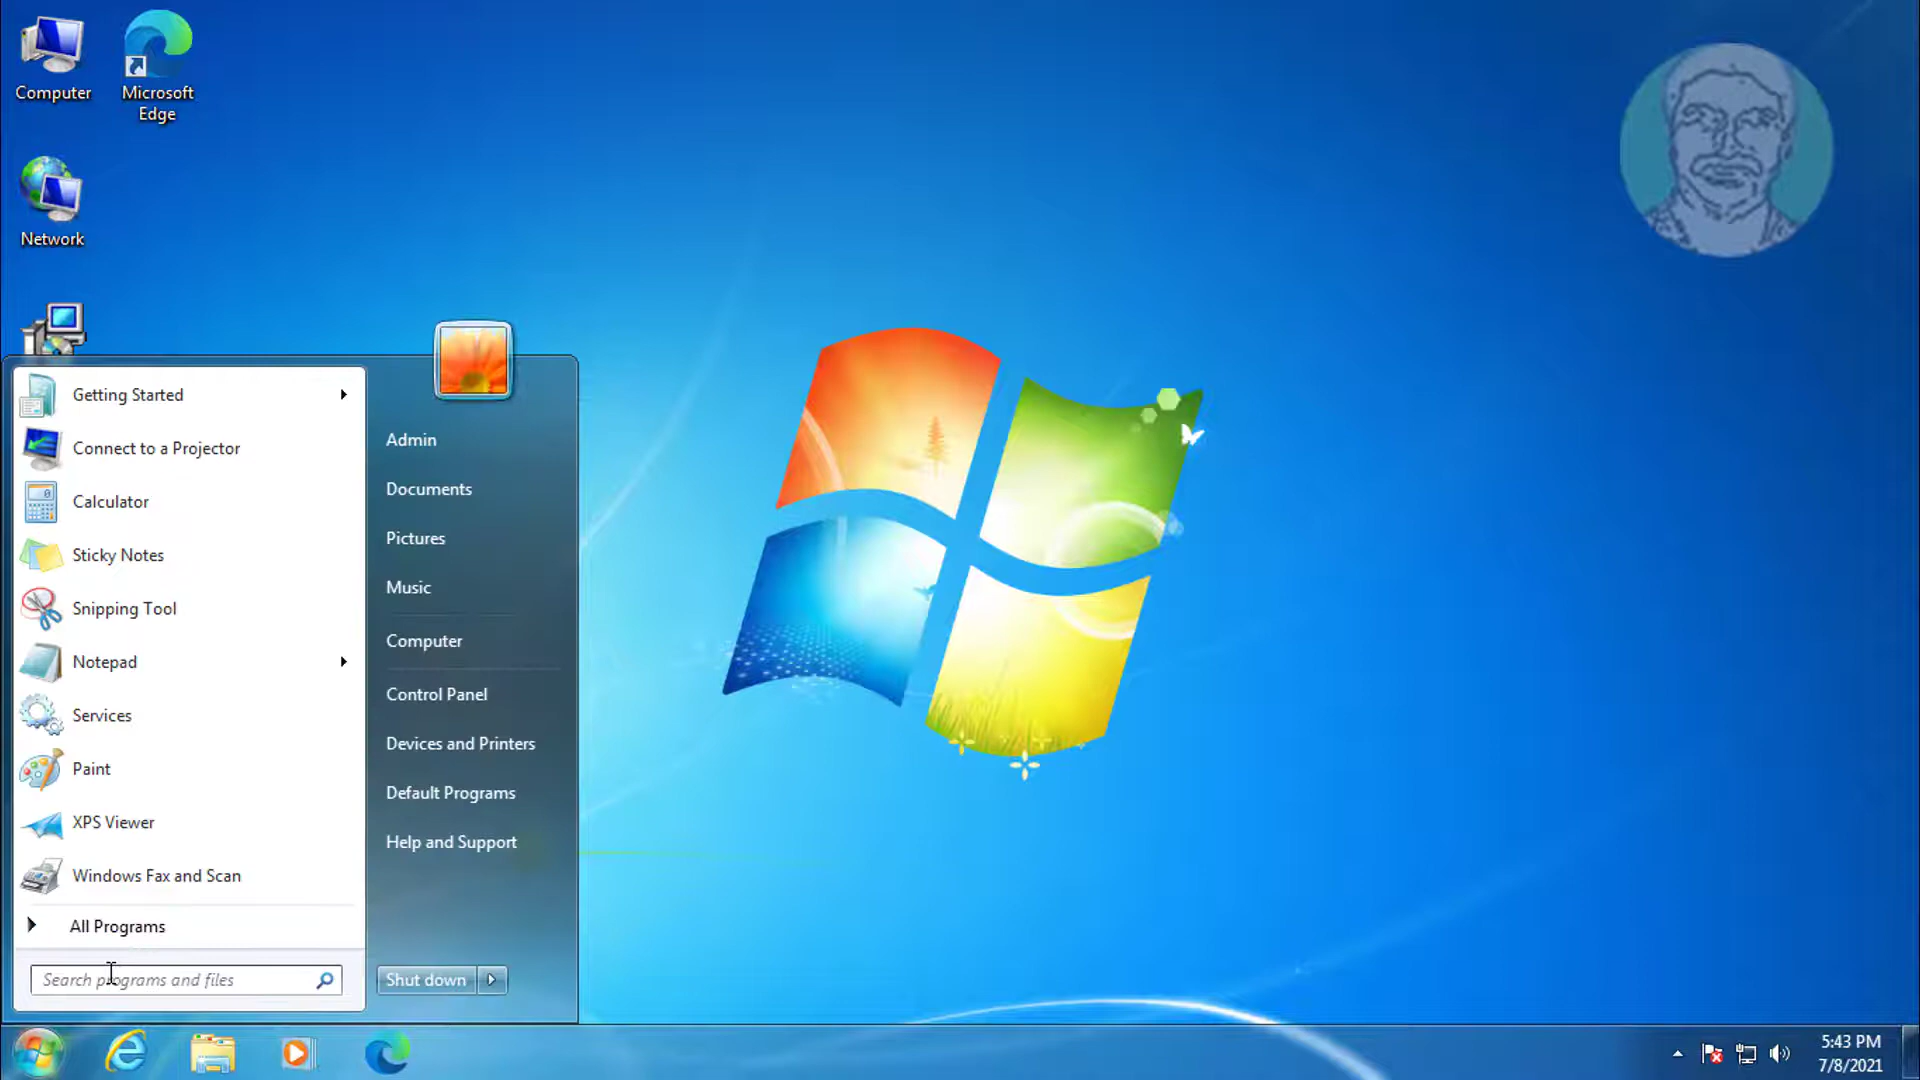 Computer
Microsoft
Edge
Network
Getting Started
Connect to a Projector
Calculator
Sticky Notes
Snipping Tool
Notepad
Services
Paint
XPS Viewer
Windows Fax and Scan
All Programs
Search programs and files
Admin
Documents
Pictures
Music
Computer
Control Panel
Devices and Printers
Default Programs
Help and Support
Shut down
5:43 PM
7/8/2021